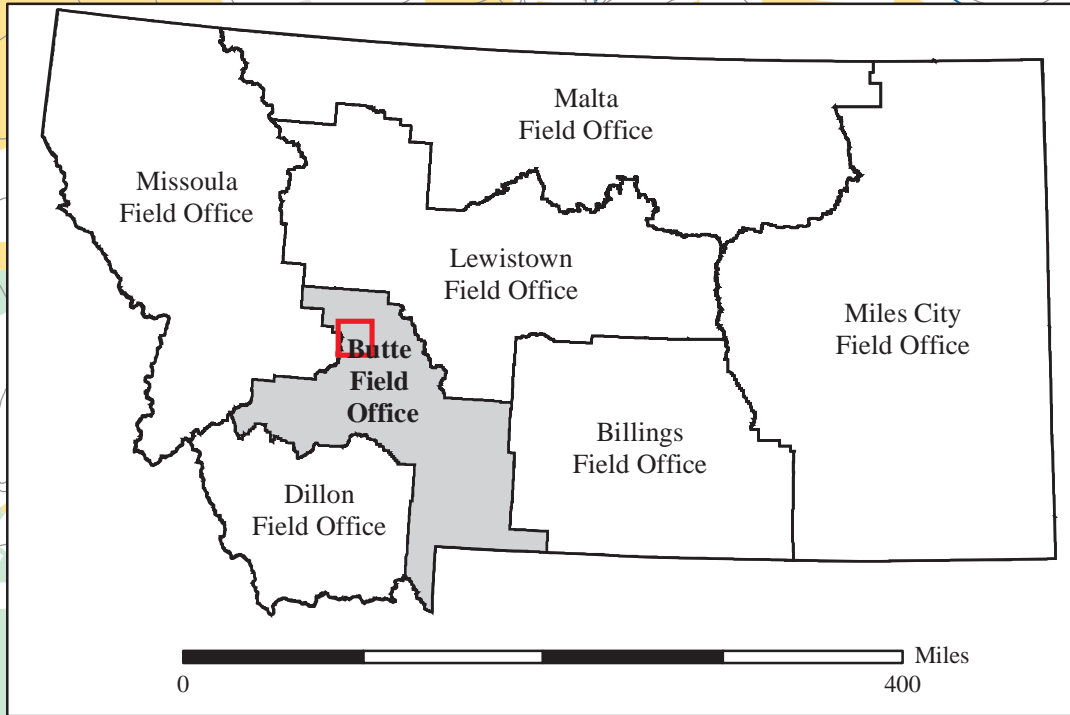 Malta
Field Office
Missoula
Field Office
Lewistown
Field Office
Miles City
Field Office
Butte
Field
Office
Billings
Field Office
Dillon
Field Office
Miles
0
400